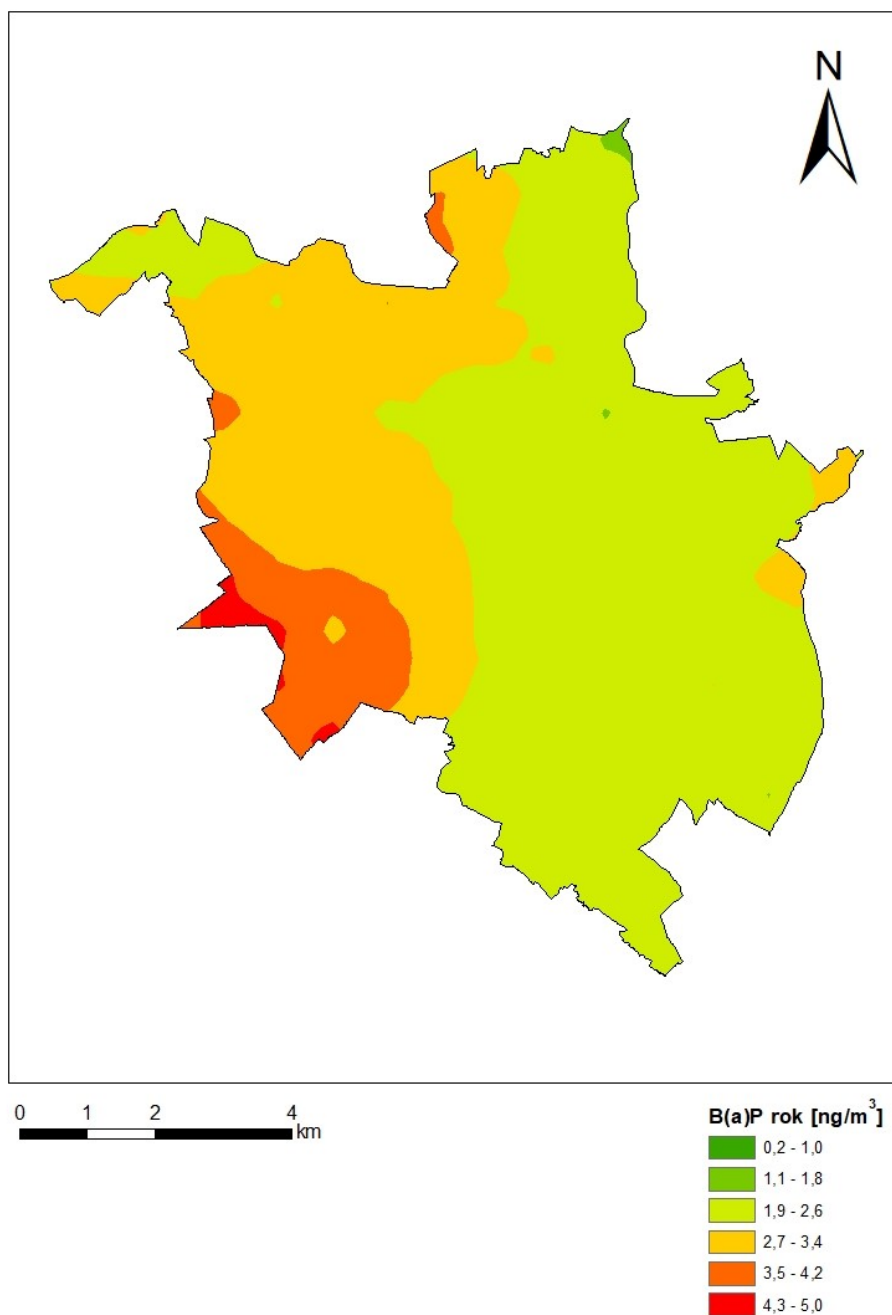 N
0 1 2 4
km
B(a)P rok [ng/m³]
0,2 - 1,0
1,1 - 1,8
1,9 - 2,6
2,7 - 3,4
3,5 - 4,2
4,3 - 5,0